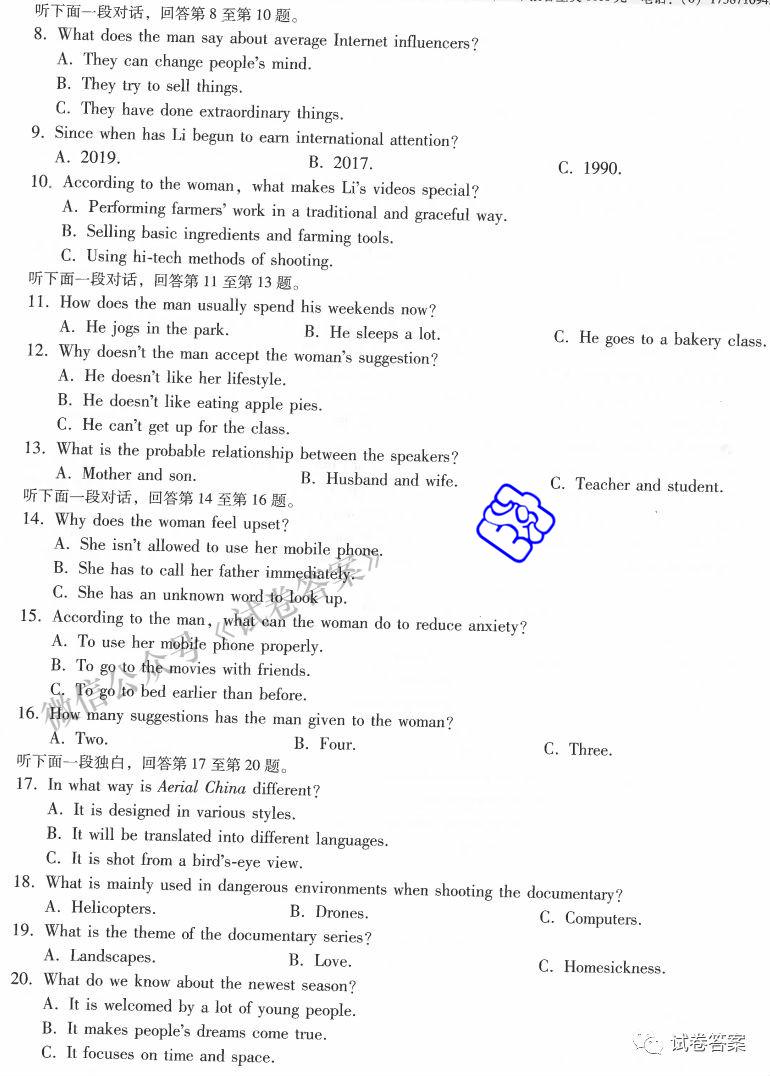 听下面一段对话，回答第 8 至第 10 题。
8. What does the man say about average Internet influencers?
A. They can change people's mind.
B. They try to sell things.
C. They have done extraordinary things.
9. Since when has Li begun to earn international attention?
A. 2019. B. 2017. C. 1990.
10. According to the woman, what makes Li's videos special?
A. Performing farmers' work in a traditional and graceful way.
B. Selling basic ingredients and farming tools.
C. Using hi-tech methods of shooting.
听下面一段对话，回答第 11 至第 13 题。
11. How does the man usually spend his weekends now?
A. He jogs in the park. B. He sleeps a lot. C. He goes to a bakery class.
12. Why doesn't the man accept the woman's suggestion?
A. He doesn't like her lifestyle.
B. He doesn't like eating apple pies.
C. He can't get up for the class.
13. What is the probable relationship between the speakers?
A. Mother and son. B. Husband and wife. C. Teacher and student.
听下面一段对话，回答第 14 至第 16 题。
14. Why does the woman feel upset?
A. She isn't allowed to use her mobile phone.
B. She has to call her father immediately.
C. She has an unknown word to look up.
15. According to the man, what can the woman do to reduce anxiety?
A. To use her mobile phone properly.
B. To go to the movies with friends.
C. To go to bed earlier than before.
微信公众号《试卷答案》
16. How many suggestions has the man given to the woman?
A. Two. B. Four. C. Three.
听下面一段独白，回答第 17 至第 20 题。
17. In what way is Aerial China different?
A. It is designed in various styles.
B. It will be translated into different languages.
C. It is shot from a bird's-eye view.
18. What is mainly used in dangerous environments when shooting the documentary?
A. Helicopters. B. Drones. C. Computers.
19. What is the theme of the documentary series?
A. Landscapes. B. Love. C. Homesickness.
20. What do we know about the newest season?
A. It is welcomed by a lot of young people.
B. It makes people's dreams come true.
C. It focuses on time and space.
试卷答案